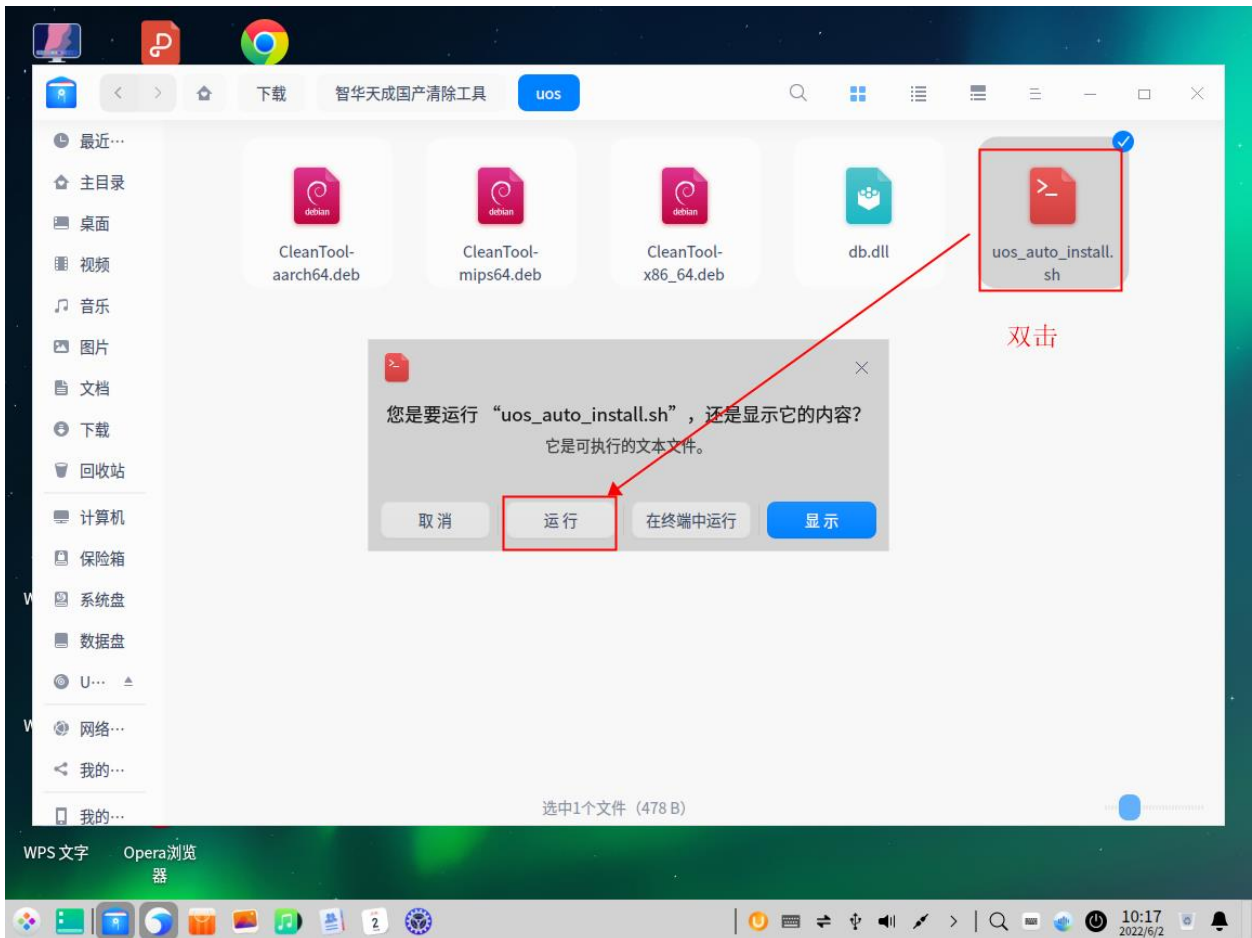 下载
智华天成国产清除工具
uos
最近…
主目录
桌面
视频
音乐
图片
文档
下载
回收站
计算机
保险箱
系统盘
数据盘
U…
网络…
我的…
我的…
debian
debian
debian
CleanTool-
aarch64.deb
CleanTool-
mips64.deb
CleanTool-
x86_64.deb
db.dll
uos_auto_install.
sh
双击
您是要运行 “uos_auto_install.sh” ，还是显示它的内容？
它是可执行的文本文件。
取消
运行
在终端中运行
显示
选中1个文件（478 B）
W
W
WPS 文字
Opera浏览
器
2
10:17
2022/6/2